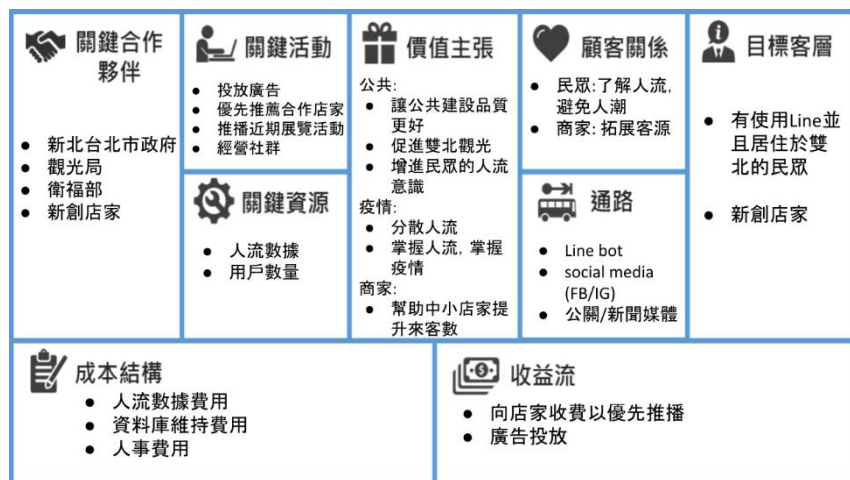 關鍵合作
夥伴
新北台北市政府
觀光局
衛福部
新創店家
關鍵活動
投放廣告
優先推薦合作店家
推播近期展覽活動
經營社群
關鍵資源
人流數據
用戶數量
價值主張
公共:
讓公共建設品質
更好
促進雙北觀光
增進民眾的人流
意識
疫情:
分散人流
掌握人流, 掌握
疫情
商家:
幫助中小店家提
升來客數
顧客關係
民眾:了解人流,
避免人潮
商家: 拓展客源
通路
Line bot
social media
(FB/IG)
公關/新聞媒體
目標客層
有使用Line並
且居住於雙
北的民眾
新創店家
成本結構
人流數據費用
資料庫維持費用
人事費用
收益流
向店家收費以優先推播
廣告投放